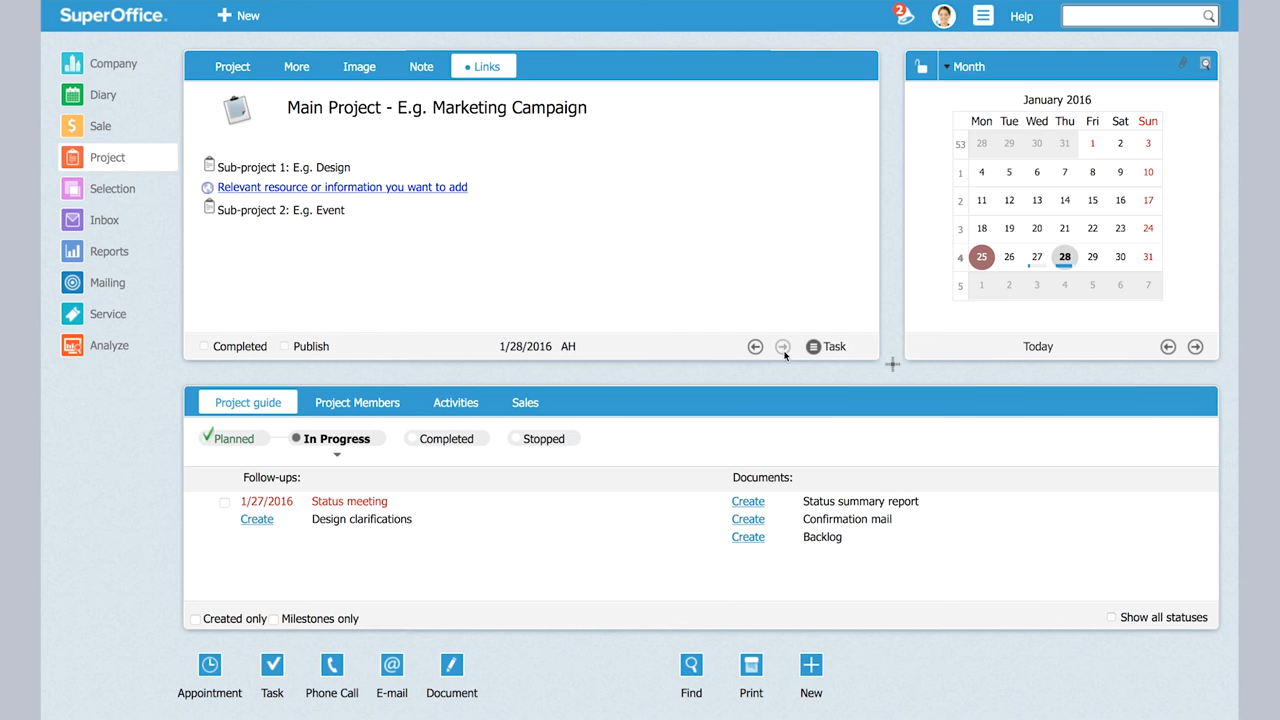 SuperOffice.
+ New
2
Help
Company
Diary
Sale
Project
Selection
Inbox
Reports
Mailing
Service
Analyze
Project More Image Note • Links
Main Project - E.g. Marketing Campaign
Sub-project 1: E.g. Design
Relevant resource or information you want to add
Sub-project 2: E.g. Event
Completed Publish 1/28/2016 AH Task
Month
January 2016
Mon Tue Wed Thu Fri Sat Sun
53 28 29 30 31 1 2 3
1 4 5 6 7 8 9 10
2 11 12 13 14 15 16 17
3 18 19 20 21 22 23 24
4 25 26 27 28 29 30 31
5 1 2 3 4 5 6 7
Today
Project guide Project Members Activities Sales
Planned In Progress Completed Stopped
Follow-ups: Documents:
1/27/2016 Status meeting Create Status summary report
Create Design clarifications Create Confirmation mail
Create Backlog
Created only Milestones only Show all statuses
Appointment Task Phone Call E-mail Document Find Print New